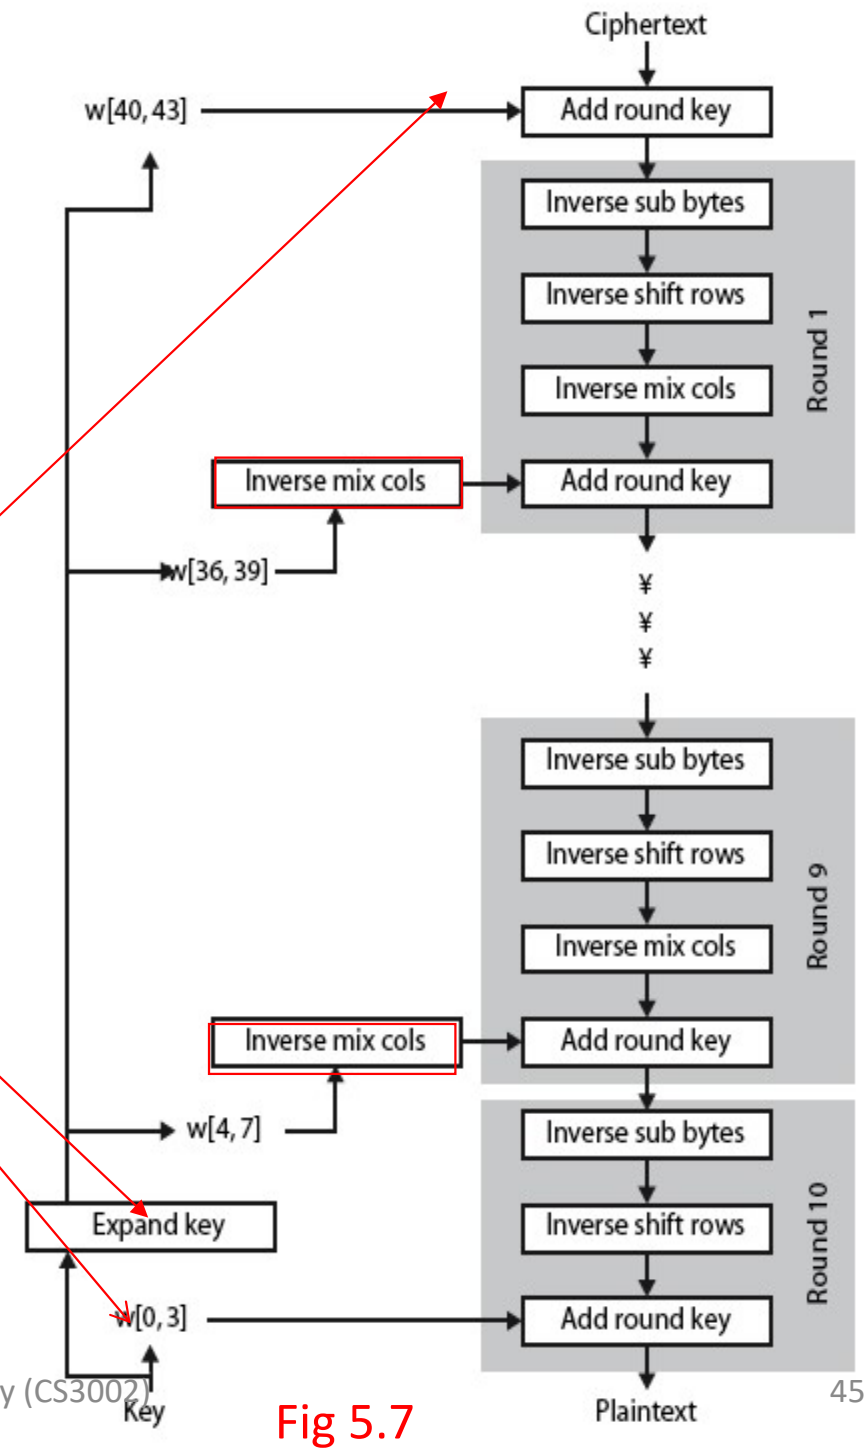 Ciphertext
w[40, 43]
Add round key
Inverse sub bytes
Inverse shift rows
Inverse mix cols
Round 1
Inverse mix cols
Add round key
w[36, 39]
¥
¥
¥
Inverse sub bytes
Inverse shift rows
Inverse mix cols
Round 9
Inverse mix cols
Add round key
w[4, 7]
Inverse sub bytes
Expand key
Inverse shift rows
Round 10
w[0, 3]
Add round key
y (CS3002)
45
Key
Fig 5.7
Plaintext